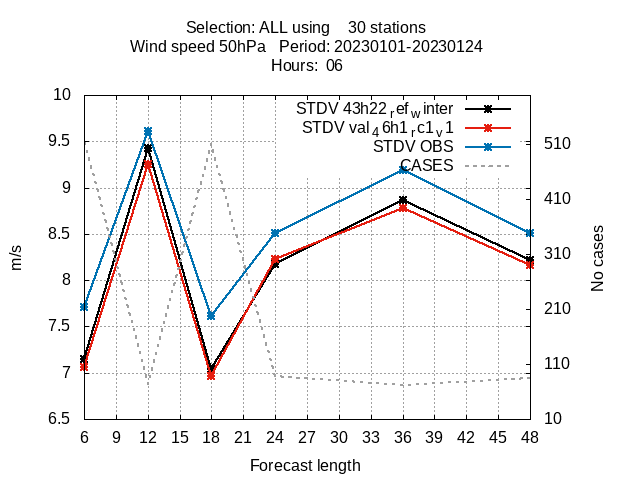 Selection: ALL using    30 stations
Wind speed 50hPa   Period: 20230101-20230124
Hours:  06
STDV 43h22refwinter
STDV val46h1rc1v1
STDV OBS
CASES
10
9.5
9
8.5
8
7.5
7
6.5
m/s
510
410
310
210
110
10
No cases
6 9 12 15 18 21 24 27 30 33 36 39 42 45 48
Forecast length